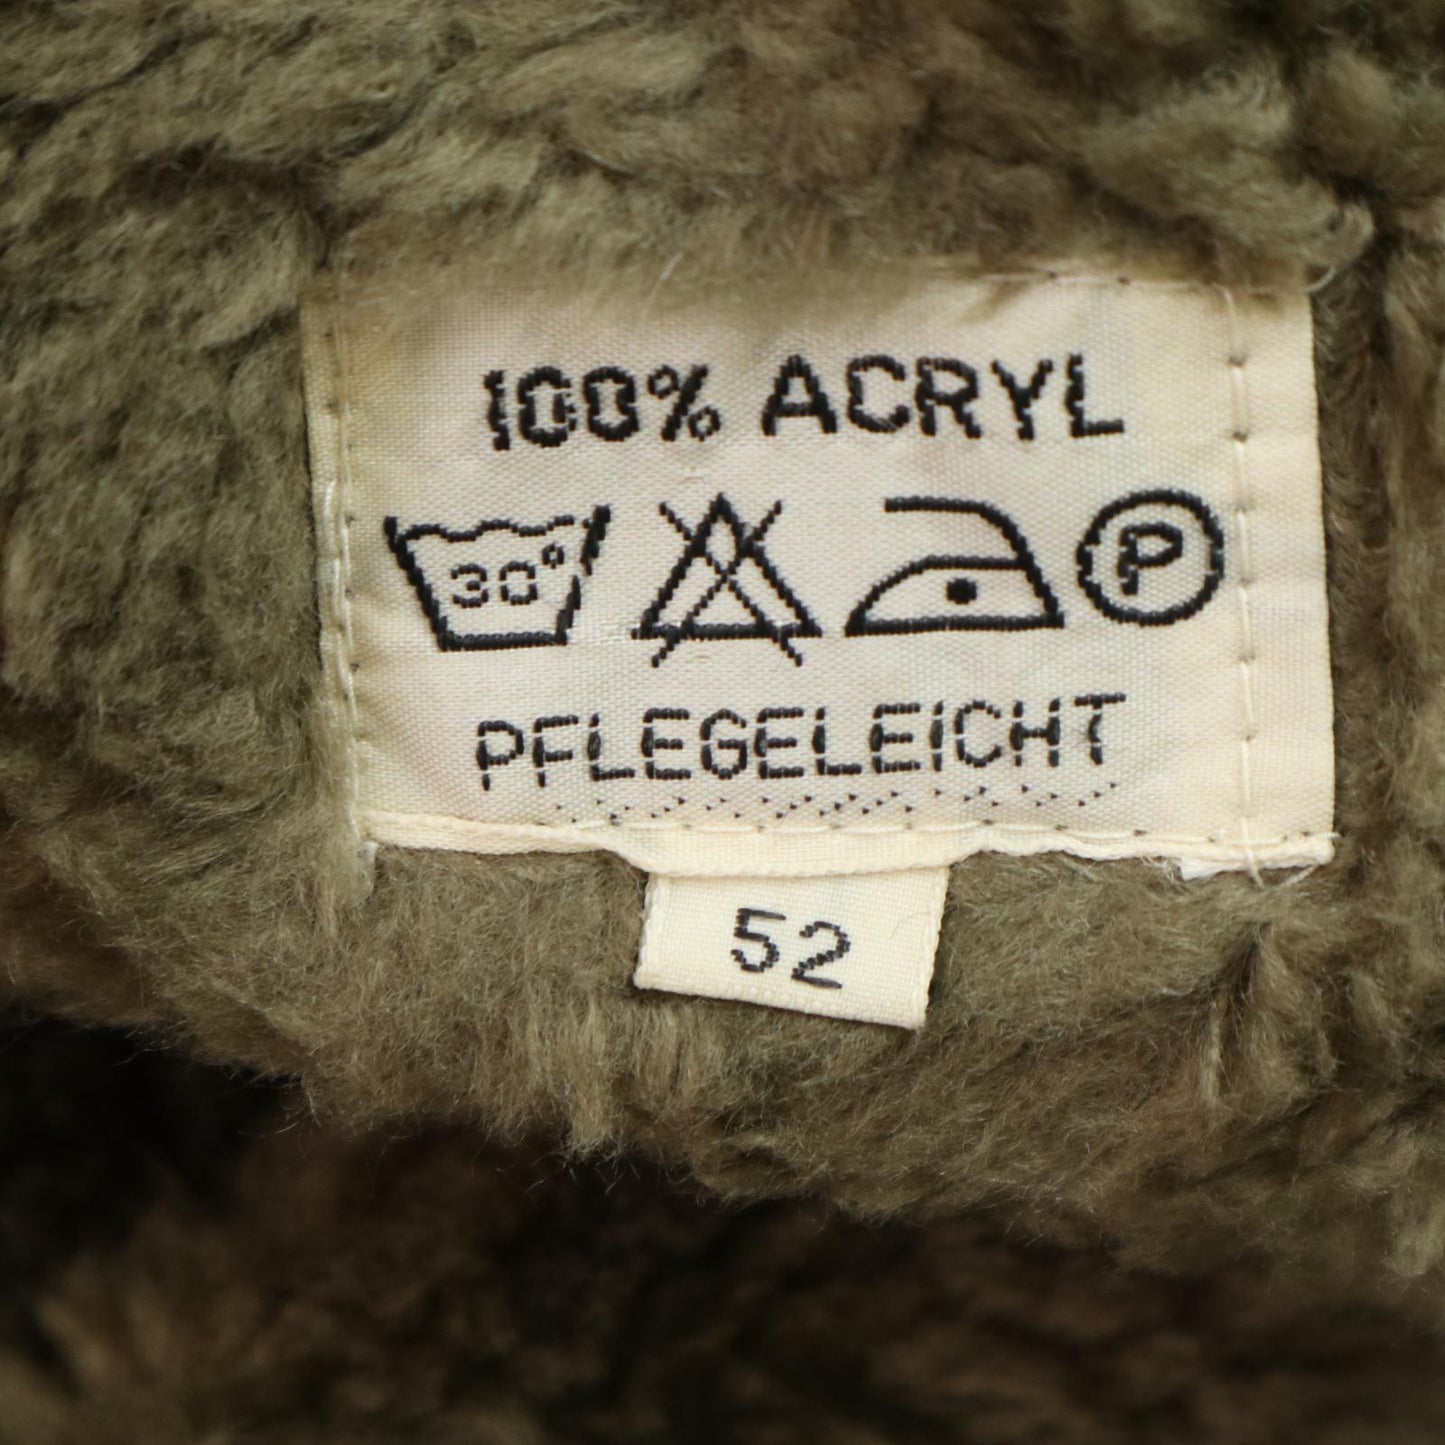 100% ACRYL
30° P
PFLEGELEICHT
52